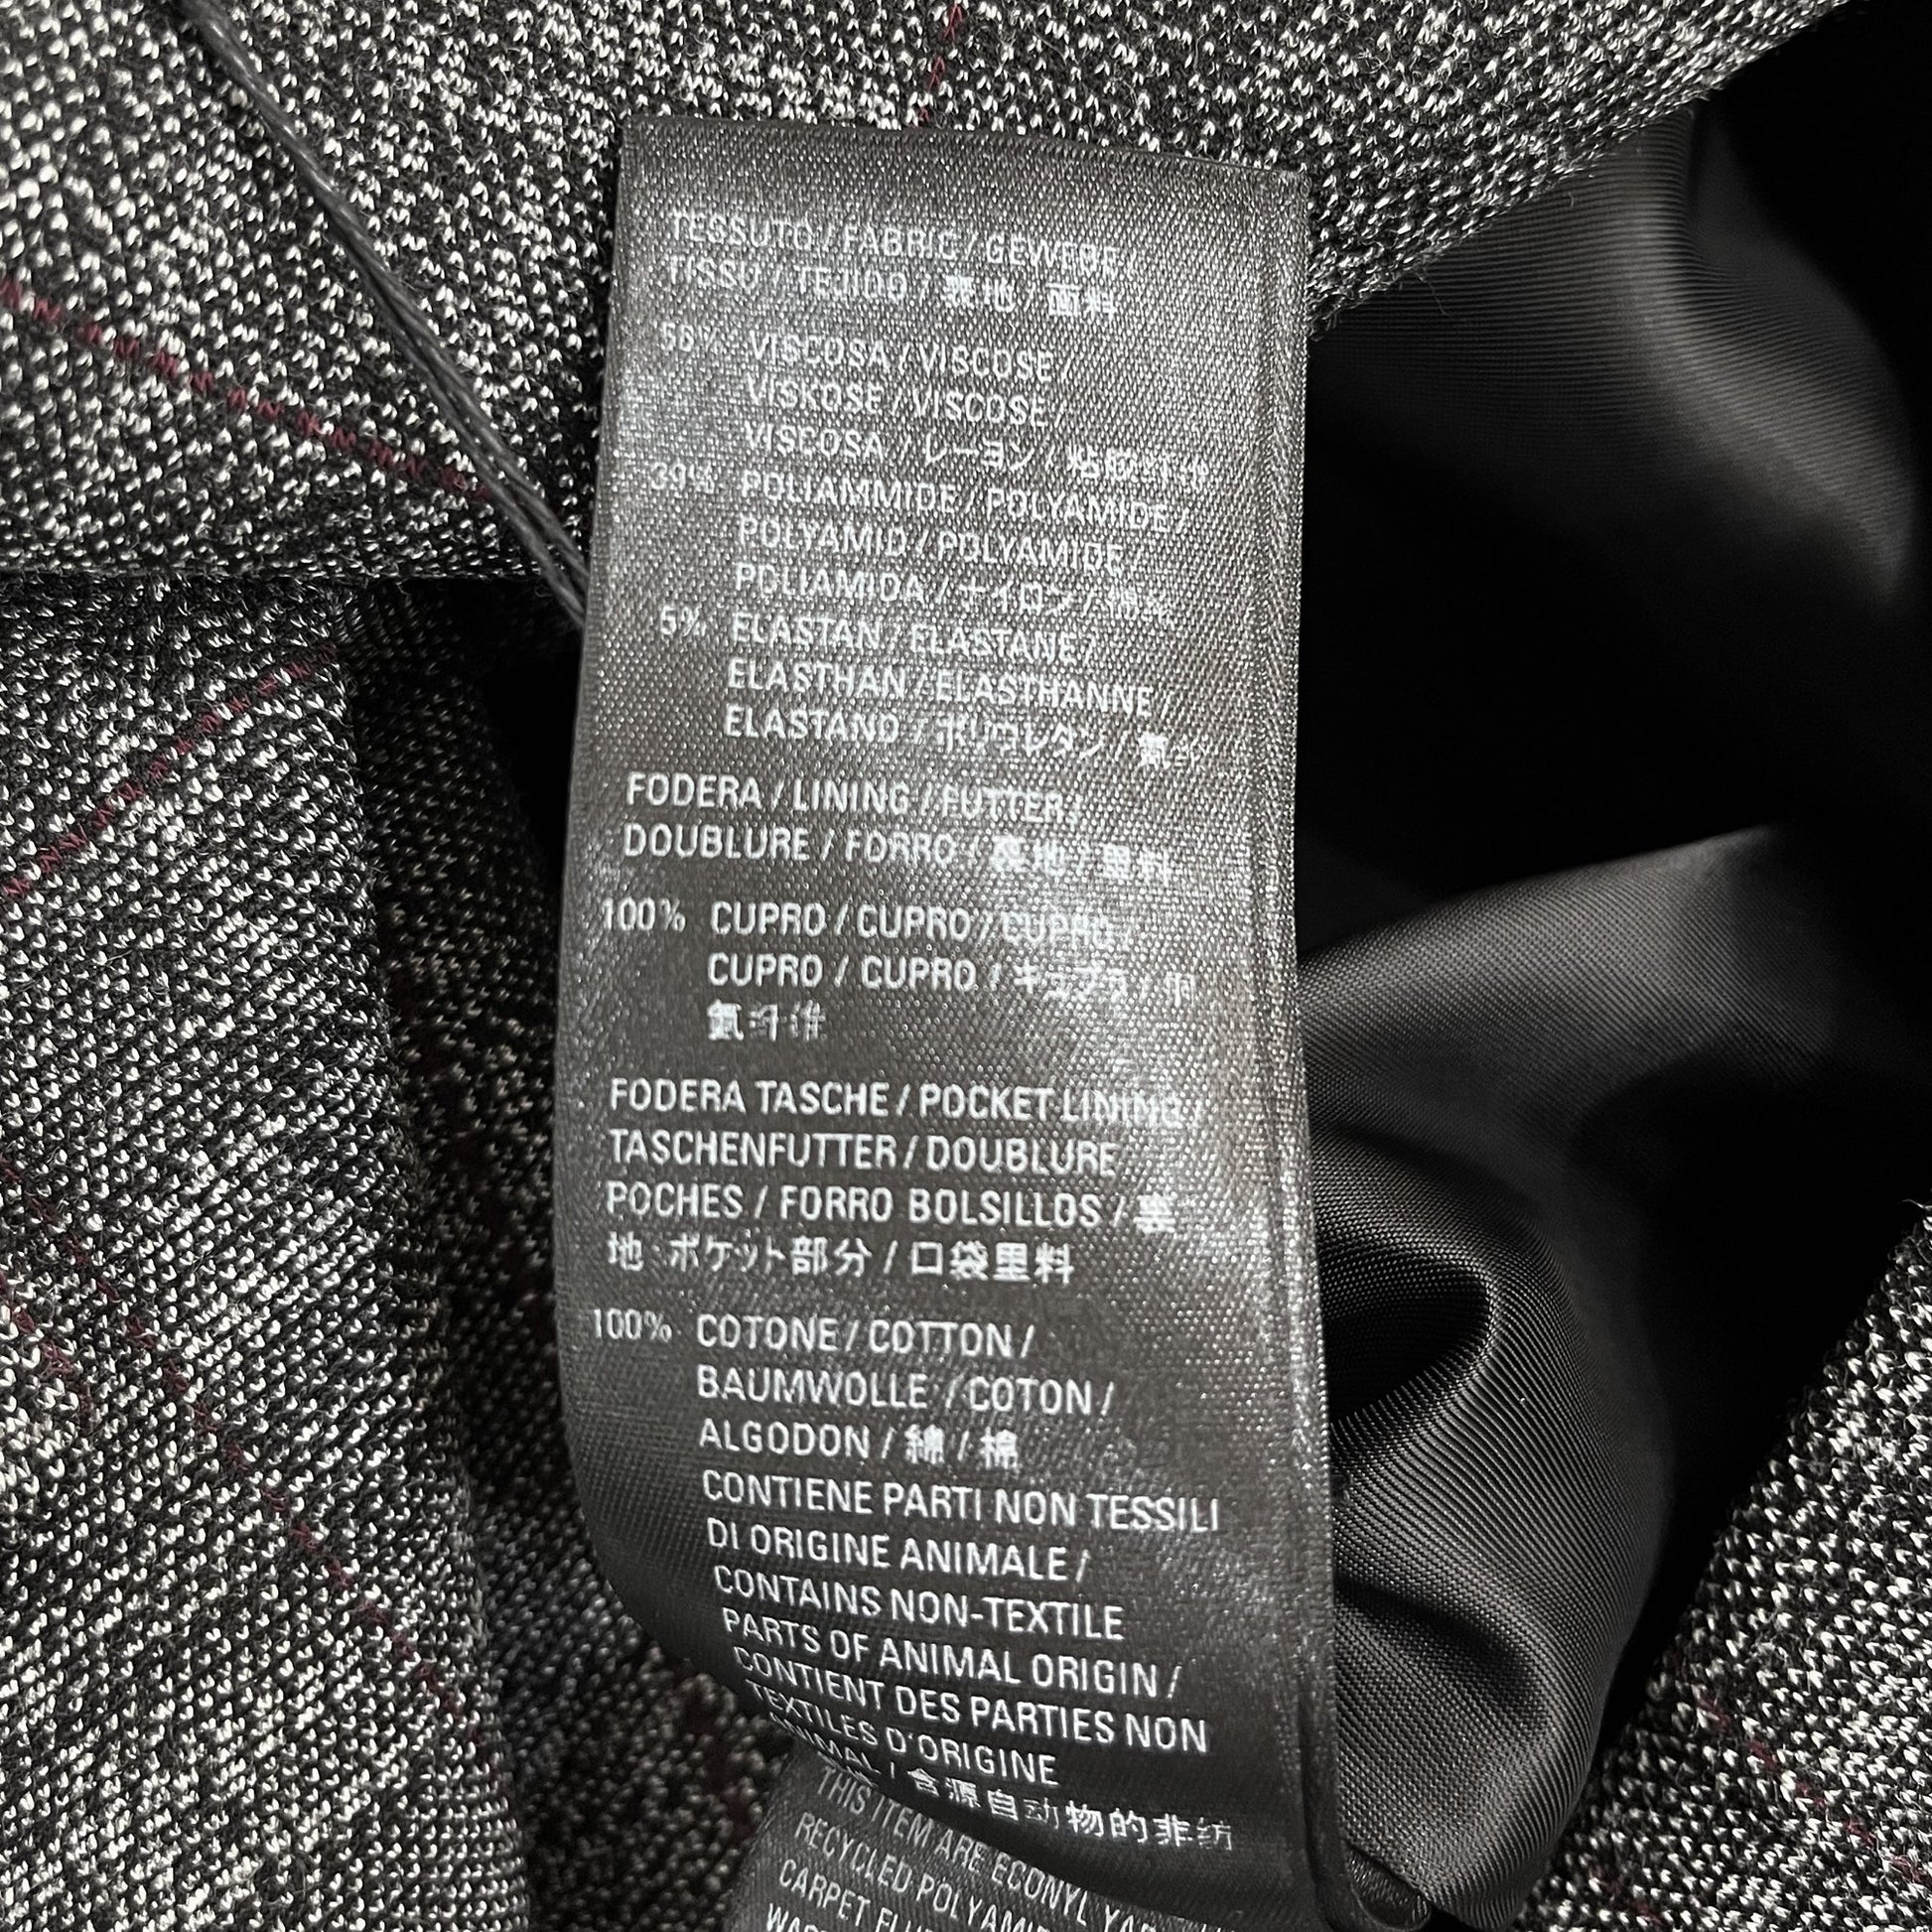 TESSUTO / FABRIC / GEWEBE /
TISSU / TEJIDO / 表地 / 面料
56% VISCOSA / VISCOSE /
VISKOSE / VISCOSE /
VISCOSA / レーヨン /
39% POLIAMMIDE / POLYAMIDE /
POLYAMID / POLYAMIDE /
POLIAMIDA / ナイロン /
5% ELASTAN / ELASTANE /
ELASTHAN / ELASTHANNE /
ELASTAND / ポリウレタン /
FODERA / LINING / FUTTER /
DOUBLURE / FORRO / 裏地 / 里料
100% CUPRO / CUPRO / CUPRO /
CUPRO / CUPRO / キュプラ /
FODERA TASCHE / POCKET LINING /
TASCHENFUTTER / DOUBLURE
POCHES / FORRO BOLSILLOS / 裏
地:ポケット部分 / 口袋里料
100% COTONE / COTTON /
BAUMWOLLE / COTON /
ALGODON / 綿 / 棉
CONTIENE PARTI NON TESSILI
DI ORIGINE ANIMALE /
CONTAINS NON-TEXTILE
PARTS OF ANIMAL ORIGIN /
CONTIENT DES PARTIES NON
TEXTILES D'ORIGINE
ANIMAL / 含源自动物的非纺
THIS ITEM ARE ECONYL
RECYCLED
CARPET